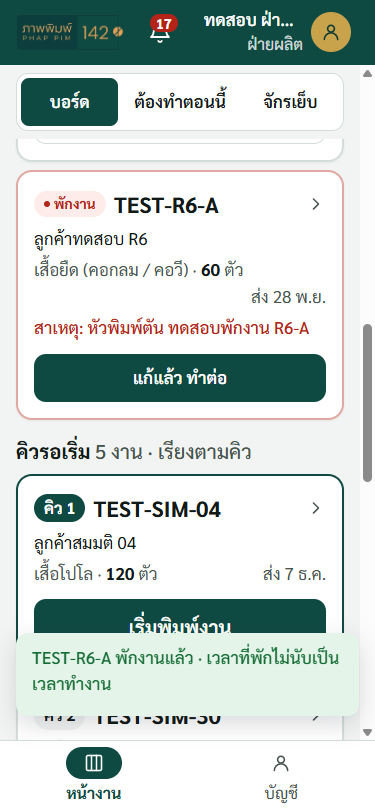 ภาพพิมพ์
PHAP PIM
142
17
ทดสอบ ฝ่า...
ฝ่ายผลิต
บอร์ด
ต้องทำตอนนี้
จักรเย็บ
พักงาน TEST-R6-A
ลูกค้าทดสอบ R6
เสื้อยืด (คอกลม / คอวี) · 60 ตัว
ส่ง 28 พ.ย.
สาเหตุ: หัวพิมพ์ตัน ทดสอบพักงาน R6-A
แก้แล้ว ทำต่อ
คิวรอเริ่ม 5 งาน · เรียงตามคิว
คิว 1 TEST-SIM-04
ลูกค้าสมมติ 04
เสื้อโปโล · 120 ตัว ส่ง 7 ธ.ค.
เริ่มพิมพ์งาน
TEST-R6-A พักงานแล้ว · เวลาที่พักไม่นับเป็น
เวลาทำงาน
คิว 2 TEST-SIM-30
หน้างาน
บัญชี